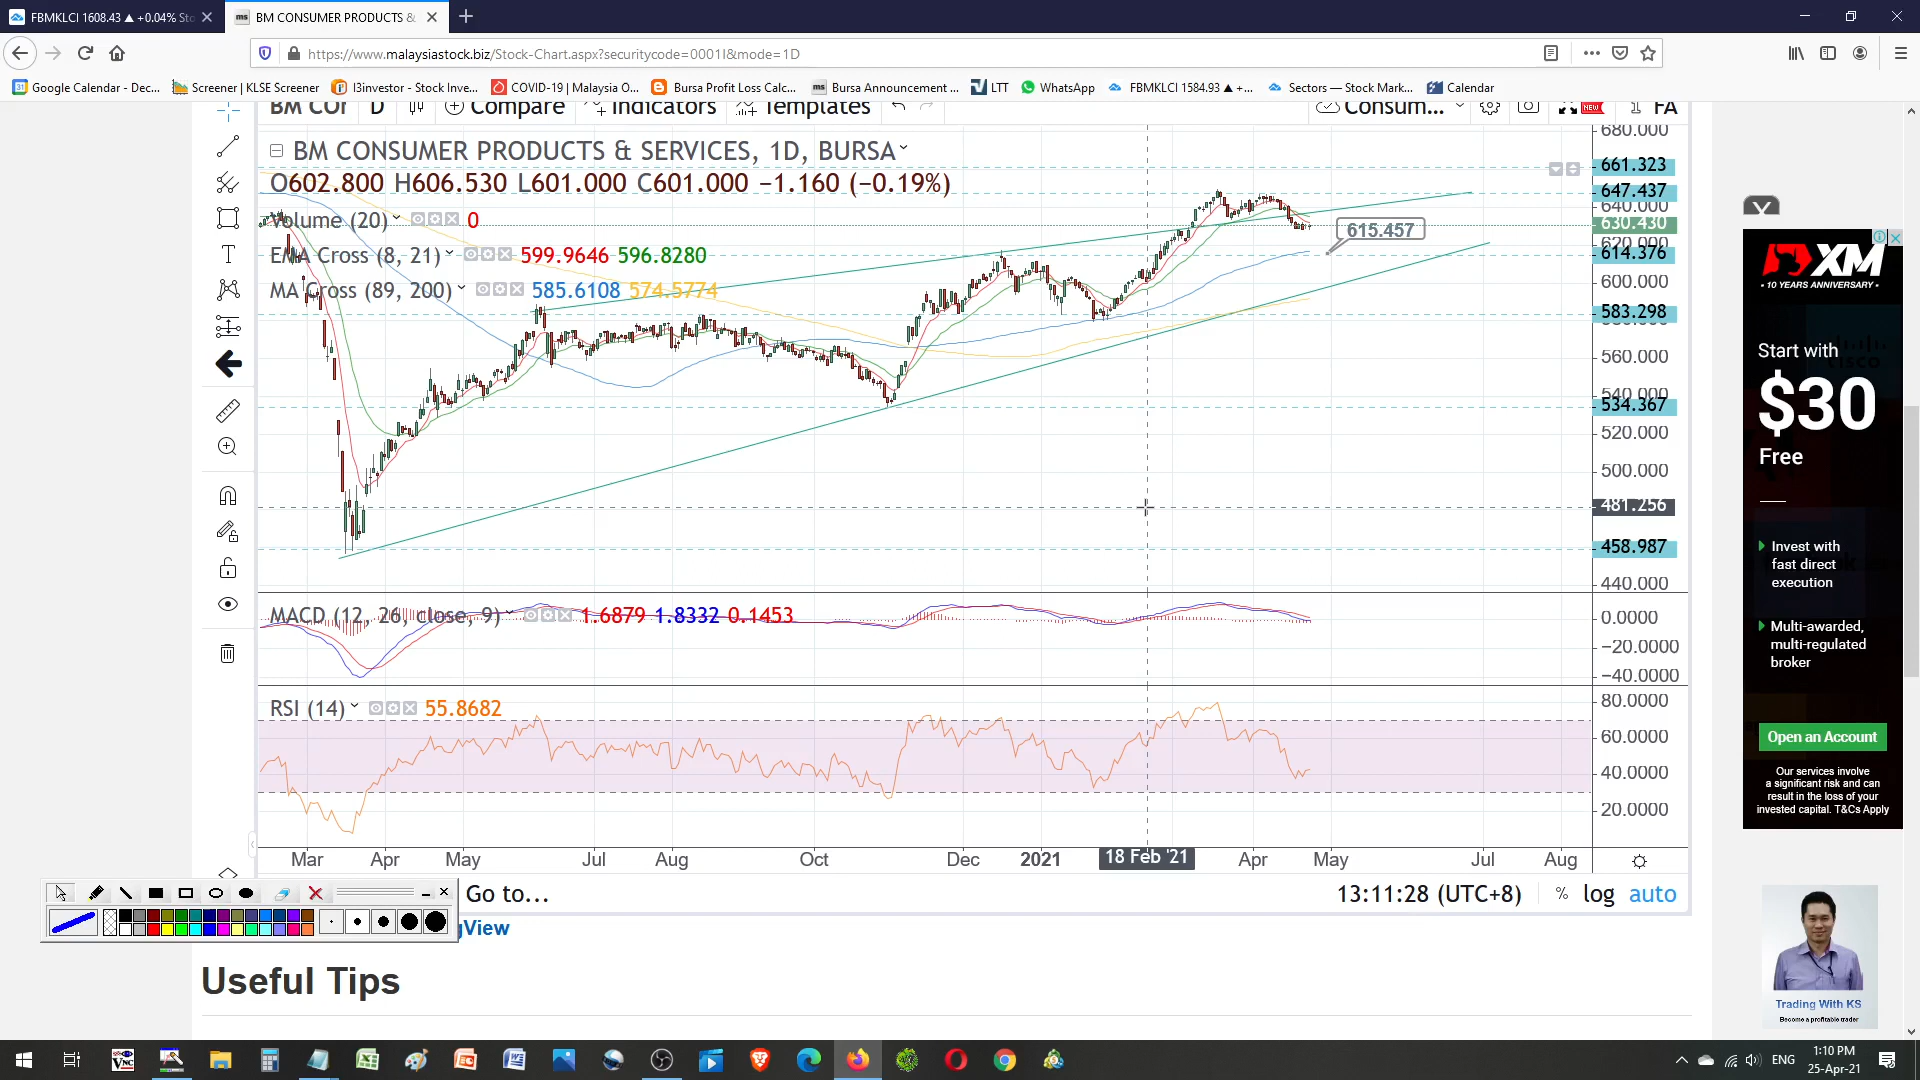 FBMKLCI 1608.43 ▲ +0.04% Sto
BM CONSUMER PRODUCTS &
https://www.malaysiastock.biz/Stock-Chart.aspx?securitycode=0001I&mode=1D
Google Calendar - Dec...
Screener | KLSE Screener
I3investor - Stock Inve...
COVID-19 | Malaysia O...
Bursa Profit Loss Calc...
Bursa Announcement ...
LTT
WhatsApp
FBMKLCI 1584.93 ▲ +...
Sectors — Stock Mark...
Calendar
BM CO
D
Compare
Indicators
Templates
Consum...
NEW
FA
BM CONSUMER PRODUCTS & SERVICES, 1D, BURSA
O602.800 H606.530 L601.000 C601.000 −1.160 (−0.19%)
Volume (20) 0
EMA Cross (8, 21) 599.9646 596.8280
MA Cross (89, 200) 585.6108 574.5774
615.457
680.000
661.323
647.437
640.000
630.430
620.000
614.376
600.000
583.298
560.000
540.000
534.367
520.000
500.000
481.256
458.987
440.000
MACD (12, 26, close, 9) 1.6879 1.8332 0.1453
0.0000
−20.0000
−40.0000
RSI (14) 55.8682
80.0000
60.0000
40.0000
20.0000
Mar Apr May Jul Aug Oct Dec 2021 18 Feb '21 Apr May Jul Aug
Go to...
13:11:28 (UTC+8) % log auto
gView
Useful Tips
XM
10 YEARS ANNIVERSARY
Start with
$30
Free
Invest with
fast direct
execution
Multi-awarded,
multi-regulated
broker
Open an Account
Our services involve
a significant risk and can
result in the loss of your
invested capital. T&Cs Apply
Trading With KS
Become a profitable trader
ENG
1:10 PM
25-Apr-21